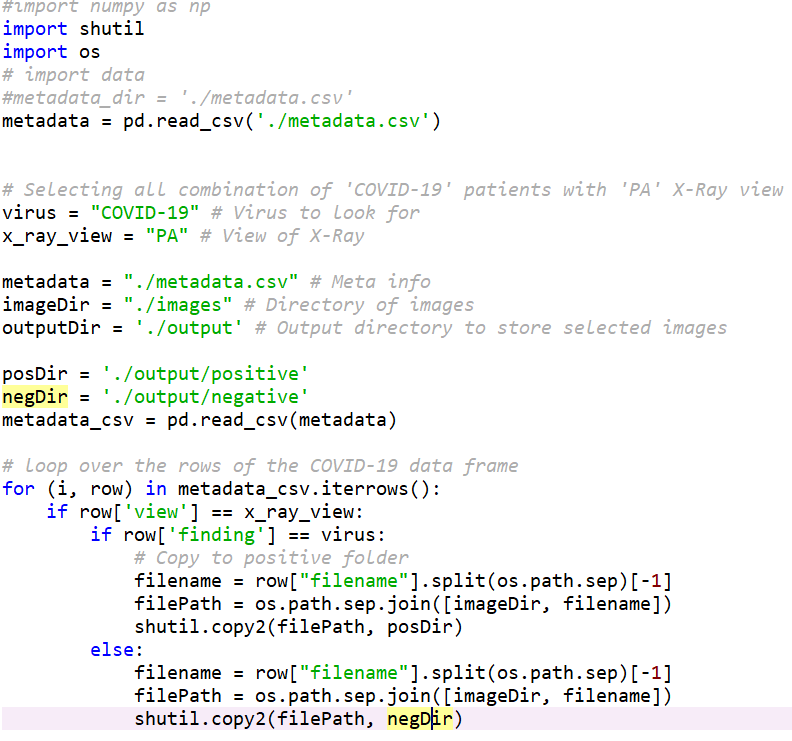 #import numpy as np
import shutil
import os
# import data
#metadata_dir = './metadata.csv'
metadata = pd.read_csv('./metadata.csv')
# Selecting all combination of 'COVID-19' patients with 'PA' X-Ray view
virus = "COVID-19" # Virus to look for
x_ray_view = "PA" # View of X-Ray
metadata = "./metadata.csv" # Meta info
imageDir = "./images" # Directory of images
outputDir = './output' # Output directory to store selected images
posDir = './output/positive'
negDir = './output/negative'
metadata_csv = pd.read_csv(metadata)
# loop over the rows of the COVID-19 data frame
for (i, row) in metadata_csv.iterrows():
    if row['view'] == x_ray_view:
        if row['finding'] == virus:
            # Copy to positive folder
            filename = row["filename"].split(os.path.sep)[-1]
            filePath = os.path.sep.join([imageDir, filename])
            shutil.copy2(filePath, posDir)
        else:
            filename = row["filename"].split(os.path.sep)[-1]
            filePath = os.path.sep.join([imageDir, filename])
            shutil.copy2(filePath, negDir)